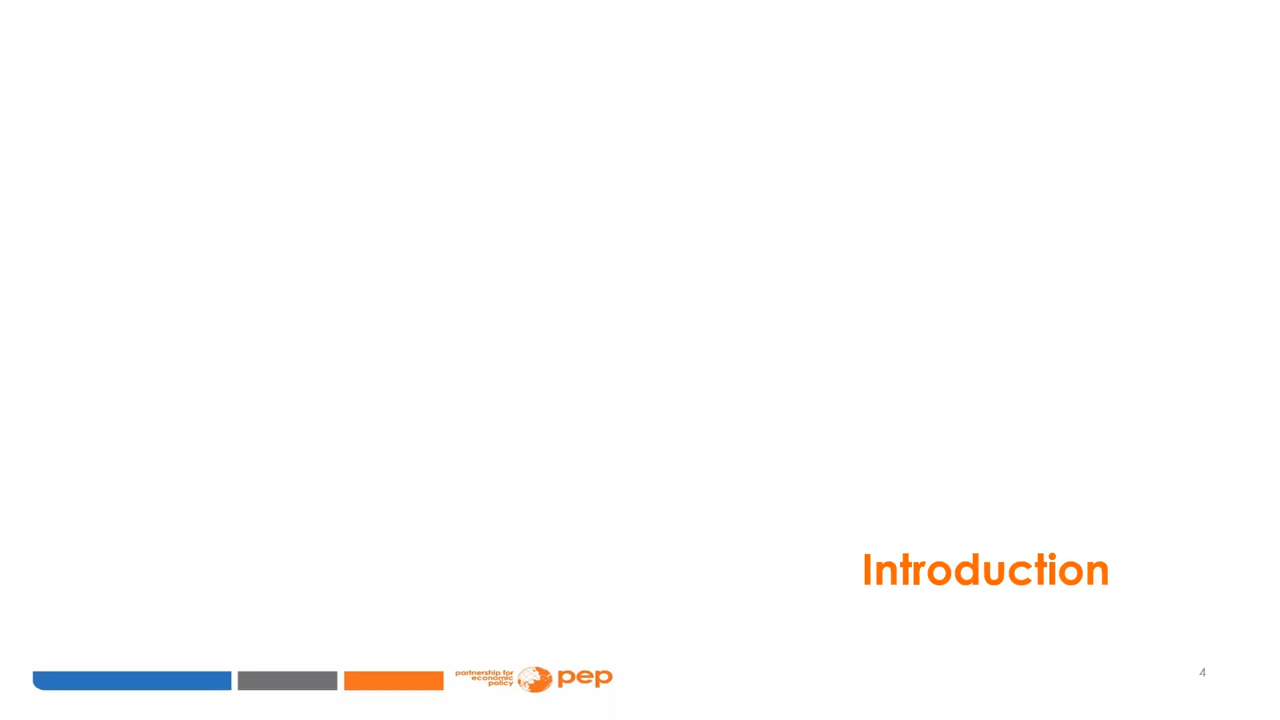 Introduction
partnership for
economic
policy
pep
4